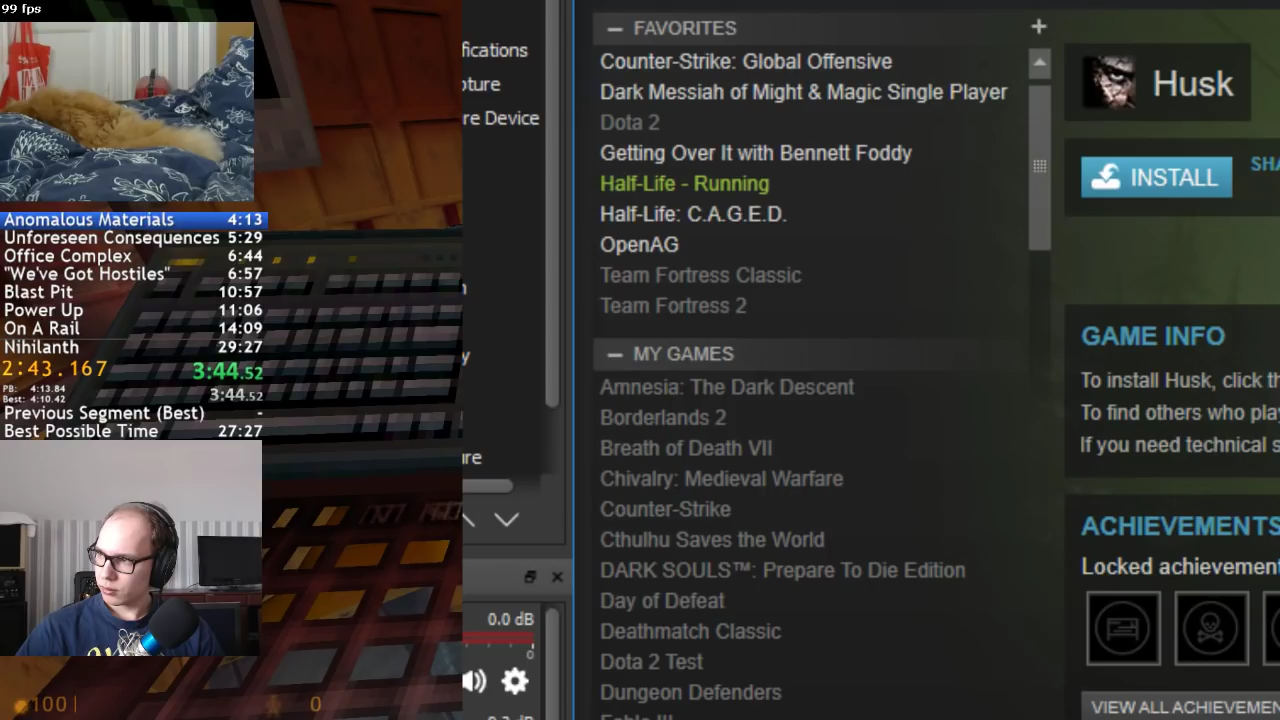 99 fps
Anomalous Materials 4:13
Unforeseen Consequences 5:29
Office Complex 6:44
"We've Got Hostiles" 6:57
Blast Pit 10:57
Power Up 11:06
On A Rail 14:09
Nihilanth 29:27
2:43.167 3:44.52
PB: 4:13.84
Best: 4:10.42
3:44.52
Previous Segment (Best) -
Best Possible Time 27:27
100
0
fications
pture
re Device
n
y
ure
0.0 dB
0
FAVORITES
Counter-Strike: Global Offensive
Dark Messiah of Might & Magic Single Player
Dota 2
Getting Over It with Bennett Foddy
Half-Life - Running
Half-Life: C.A.G.E.D.
OpenAG
Team Fortress Classic
Team Fortress 2
MY GAMES
Amnesia: The Dark Descent
Borderlands 2
Breath of Death VII
Chivalry: Medieval Warfare
Counter-Strike
Cthulhu Saves the World
DARK SOULS™: Prepare To Die Edition
Day of Defeat
Deathmatch Classic
Dota 2 Test
Dungeon Defenders
Husk
INSTALL
SHA
GAME INFO
To install Husk, click th
To find others who play
If you need technical s
ACHIEVEMENTS
Locked achievement
VIEW ALL ACHIEVEMEN